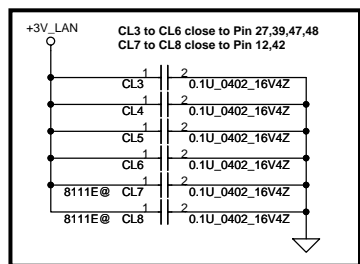 +3V_LAN
CL3 to CL6 close to Pin 27,39,47,48
CL7 to CL8 close to Pin 12,42
1 2
CL3 0.1U_0402_16V4Z
1 2
CL4 0.1U_0402_16V4Z
1 2
CL5 0.1U_0402_16V4Z
1 2
CL6 0.1U_0402_16V4Z
1 2
8111E@ CL7 0.1U_0402_16V4Z
1 2
8111E@ CL8 0.1U_0402_16V4Z